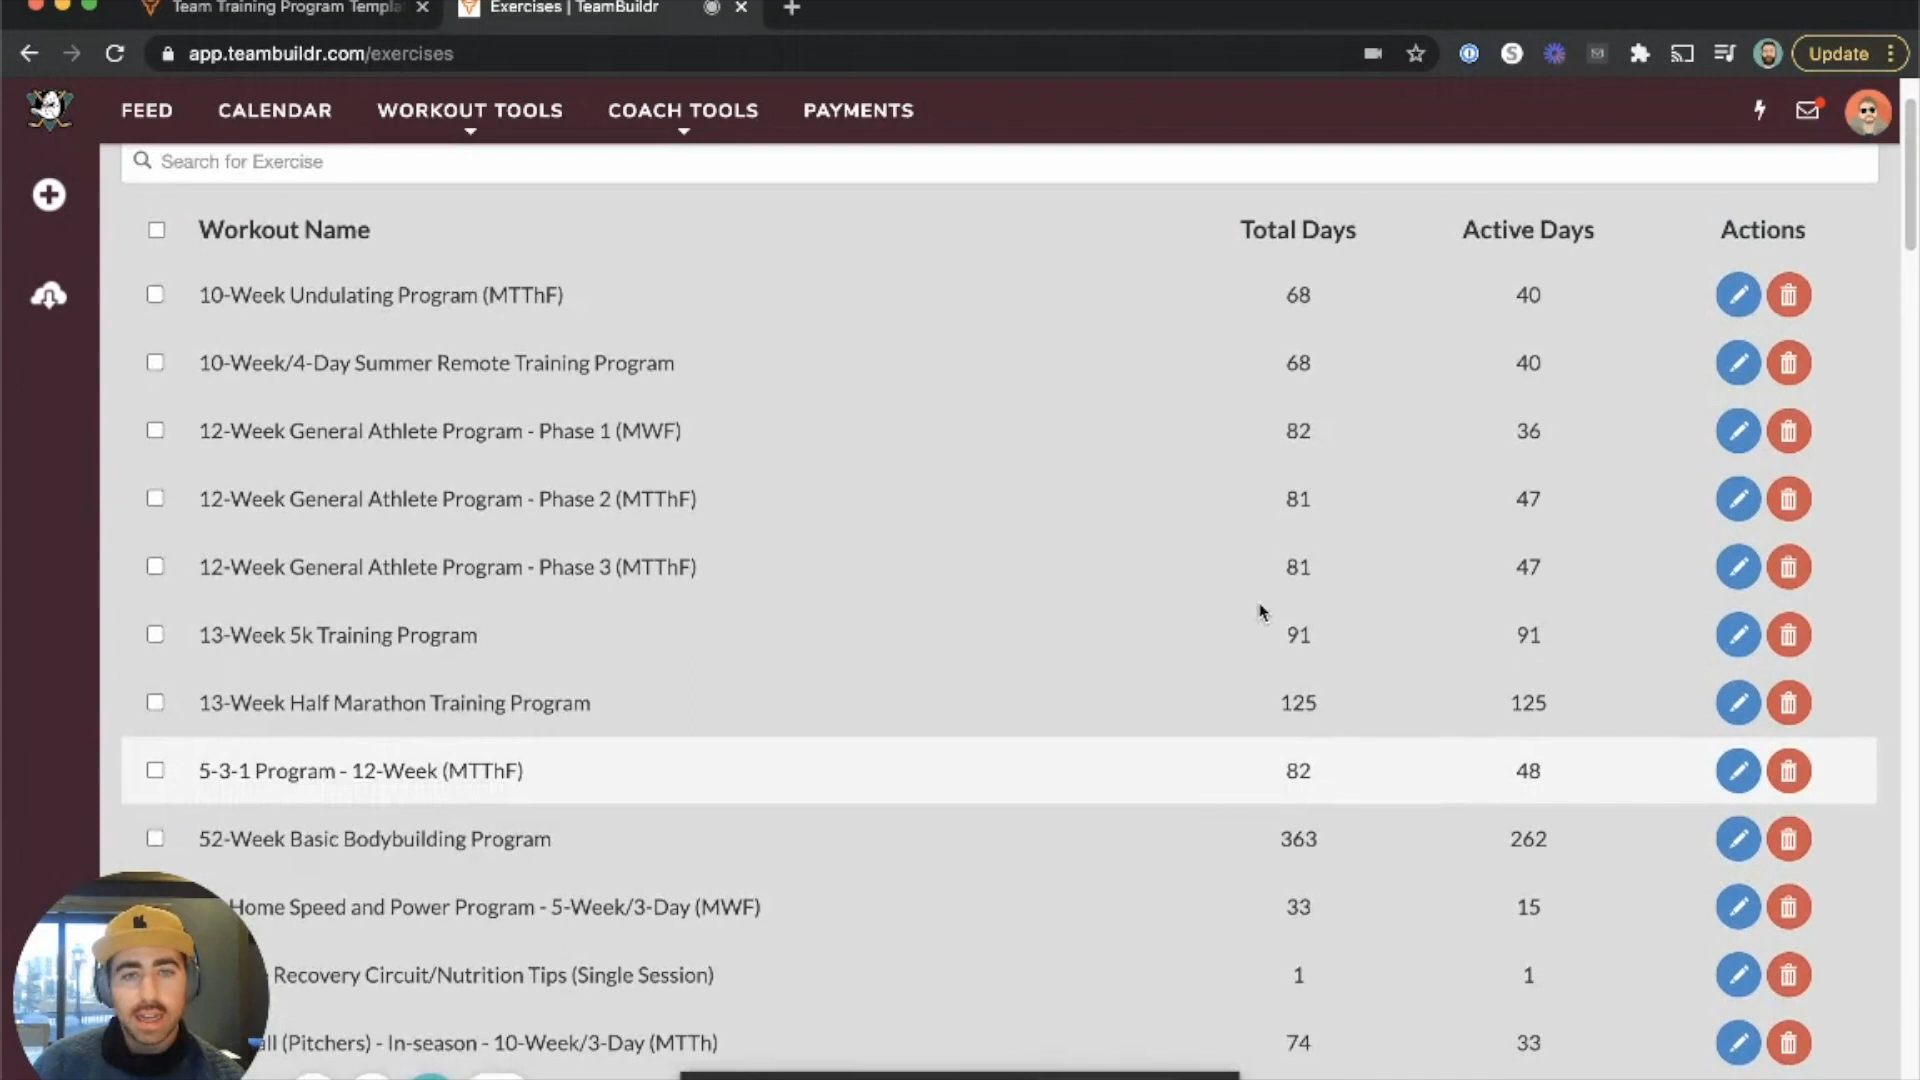 Team Training Program Templa
Exercises | TeamBuildr
app.teambuildr.com/exercises
S
Update
FEED
CALENDAR
WORKOUT TOOLS
COACH TOOLS
PAYMENTS
Search for Exercise
Workout Name Total Days Active Days Actions
10-Week Undulating Program (MTThF) 68 40
10-Week/4-Day Summer Remote Training Program 68 40
12-Week General Athlete Program - Phase 1 (MWF) 82 36
12-Week General Athlete Program - Phase 2 (MTThF) 81 47
12-Week General Athlete Program - Phase 3 (MTThF) 81 47
13-Week 5k Training Program 91 91
13-Week Half Marathon Training Program 125 125
5-3-1 Program - 12-Week (MTThF) 82 48
52-Week Basic Bodybuilding Program 363 262
Home Speed and Power Program - 5-Week/3-Day (MWF) 33 15
Recovery Circuit/Nutrition Tips (Single Session) 1 1
all (Pitchers) - In-season - 10-Week/3-Day (MTTh) 74 33